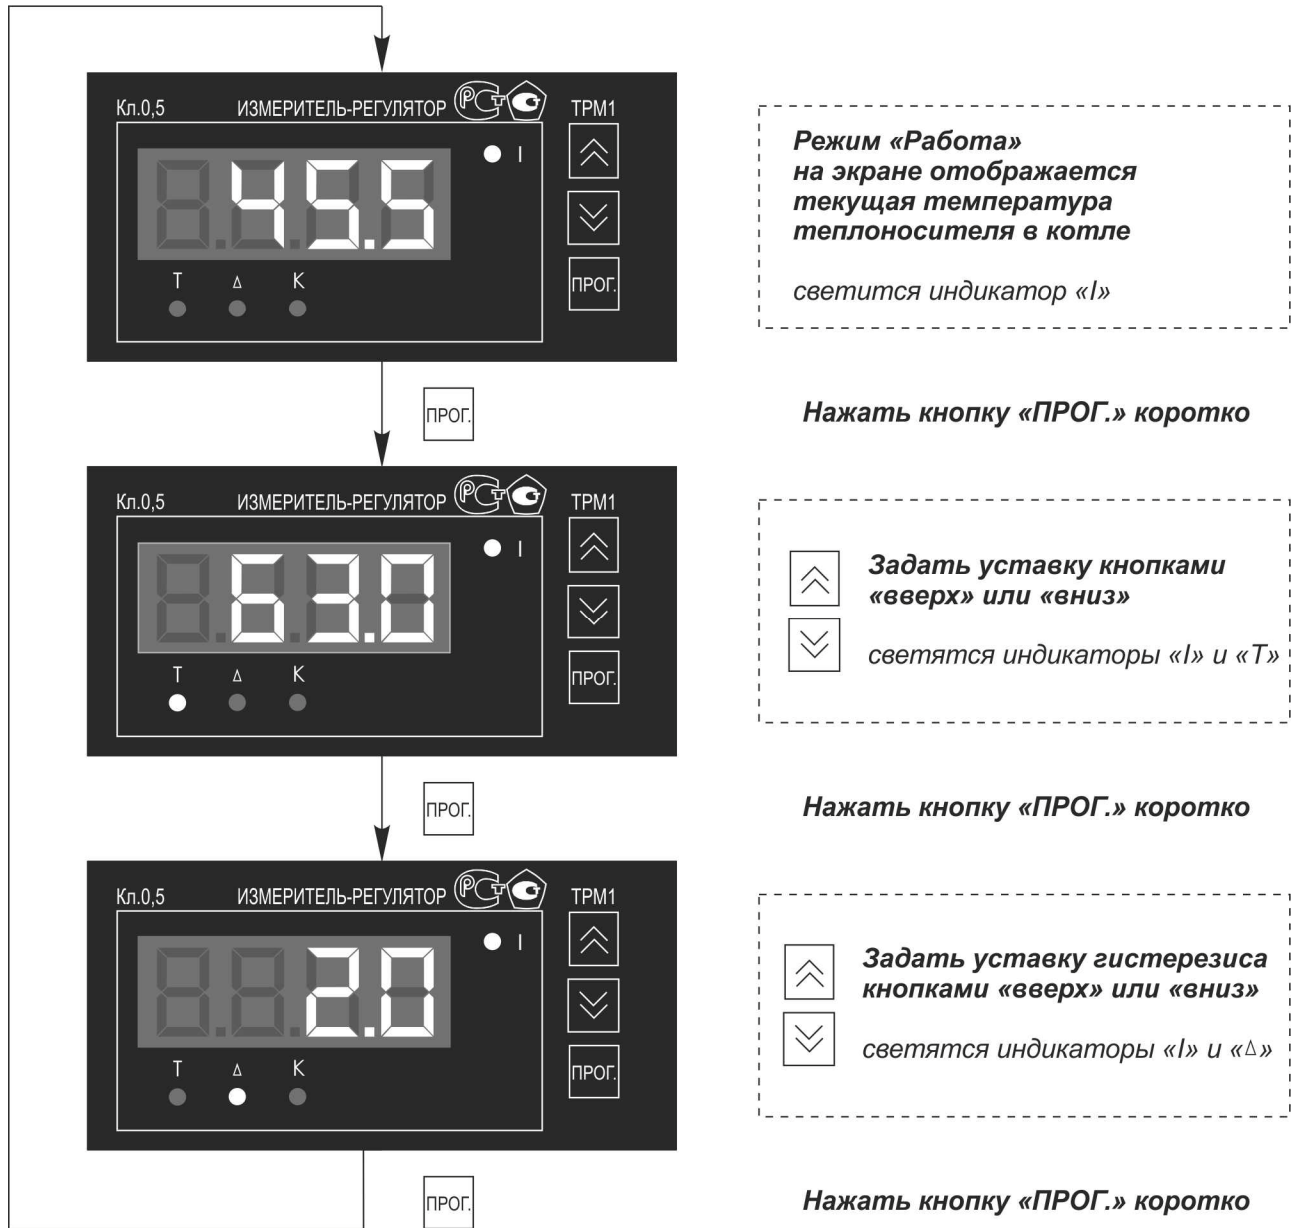 Кл.0,5 ИЗМЕРИТЕЛЬ-РЕГУЛЯТОР РСТ ТРМ1
45.5
I
Т Δ К
ПРОГ.
Режим «Работа»
на экране отображается
текущая температура
теплоносителя в котле
светится индикатор «I»
ПРОГ.
Нажать кнопку «ПРОГ.» коротко
Кл.0,5 ИЗМЕРИТЕЛЬ-РЕГУЛЯТОР РСТ ТРМ1
63.0
I
Т Δ К
ПРОГ.
Задать уставку кнопками
«вверх» или «вниз»
светятся индикаторы «I» и «Т»
ПРОГ.
Нажать кнопку «ПРОГ.» коротко
Кл.0,5 ИЗМЕРИТЕЛЬ-РЕГУЛЯТОР РСТ ТРМ1
2.0
I
Т Δ К
ПРОГ.
Задать уставку гистерезиса
кнопками «вверх» или «вниз»
светятся индикаторы «I» и «Δ»
ПРОГ.
Нажать кнопку «ПРОГ.» коротко